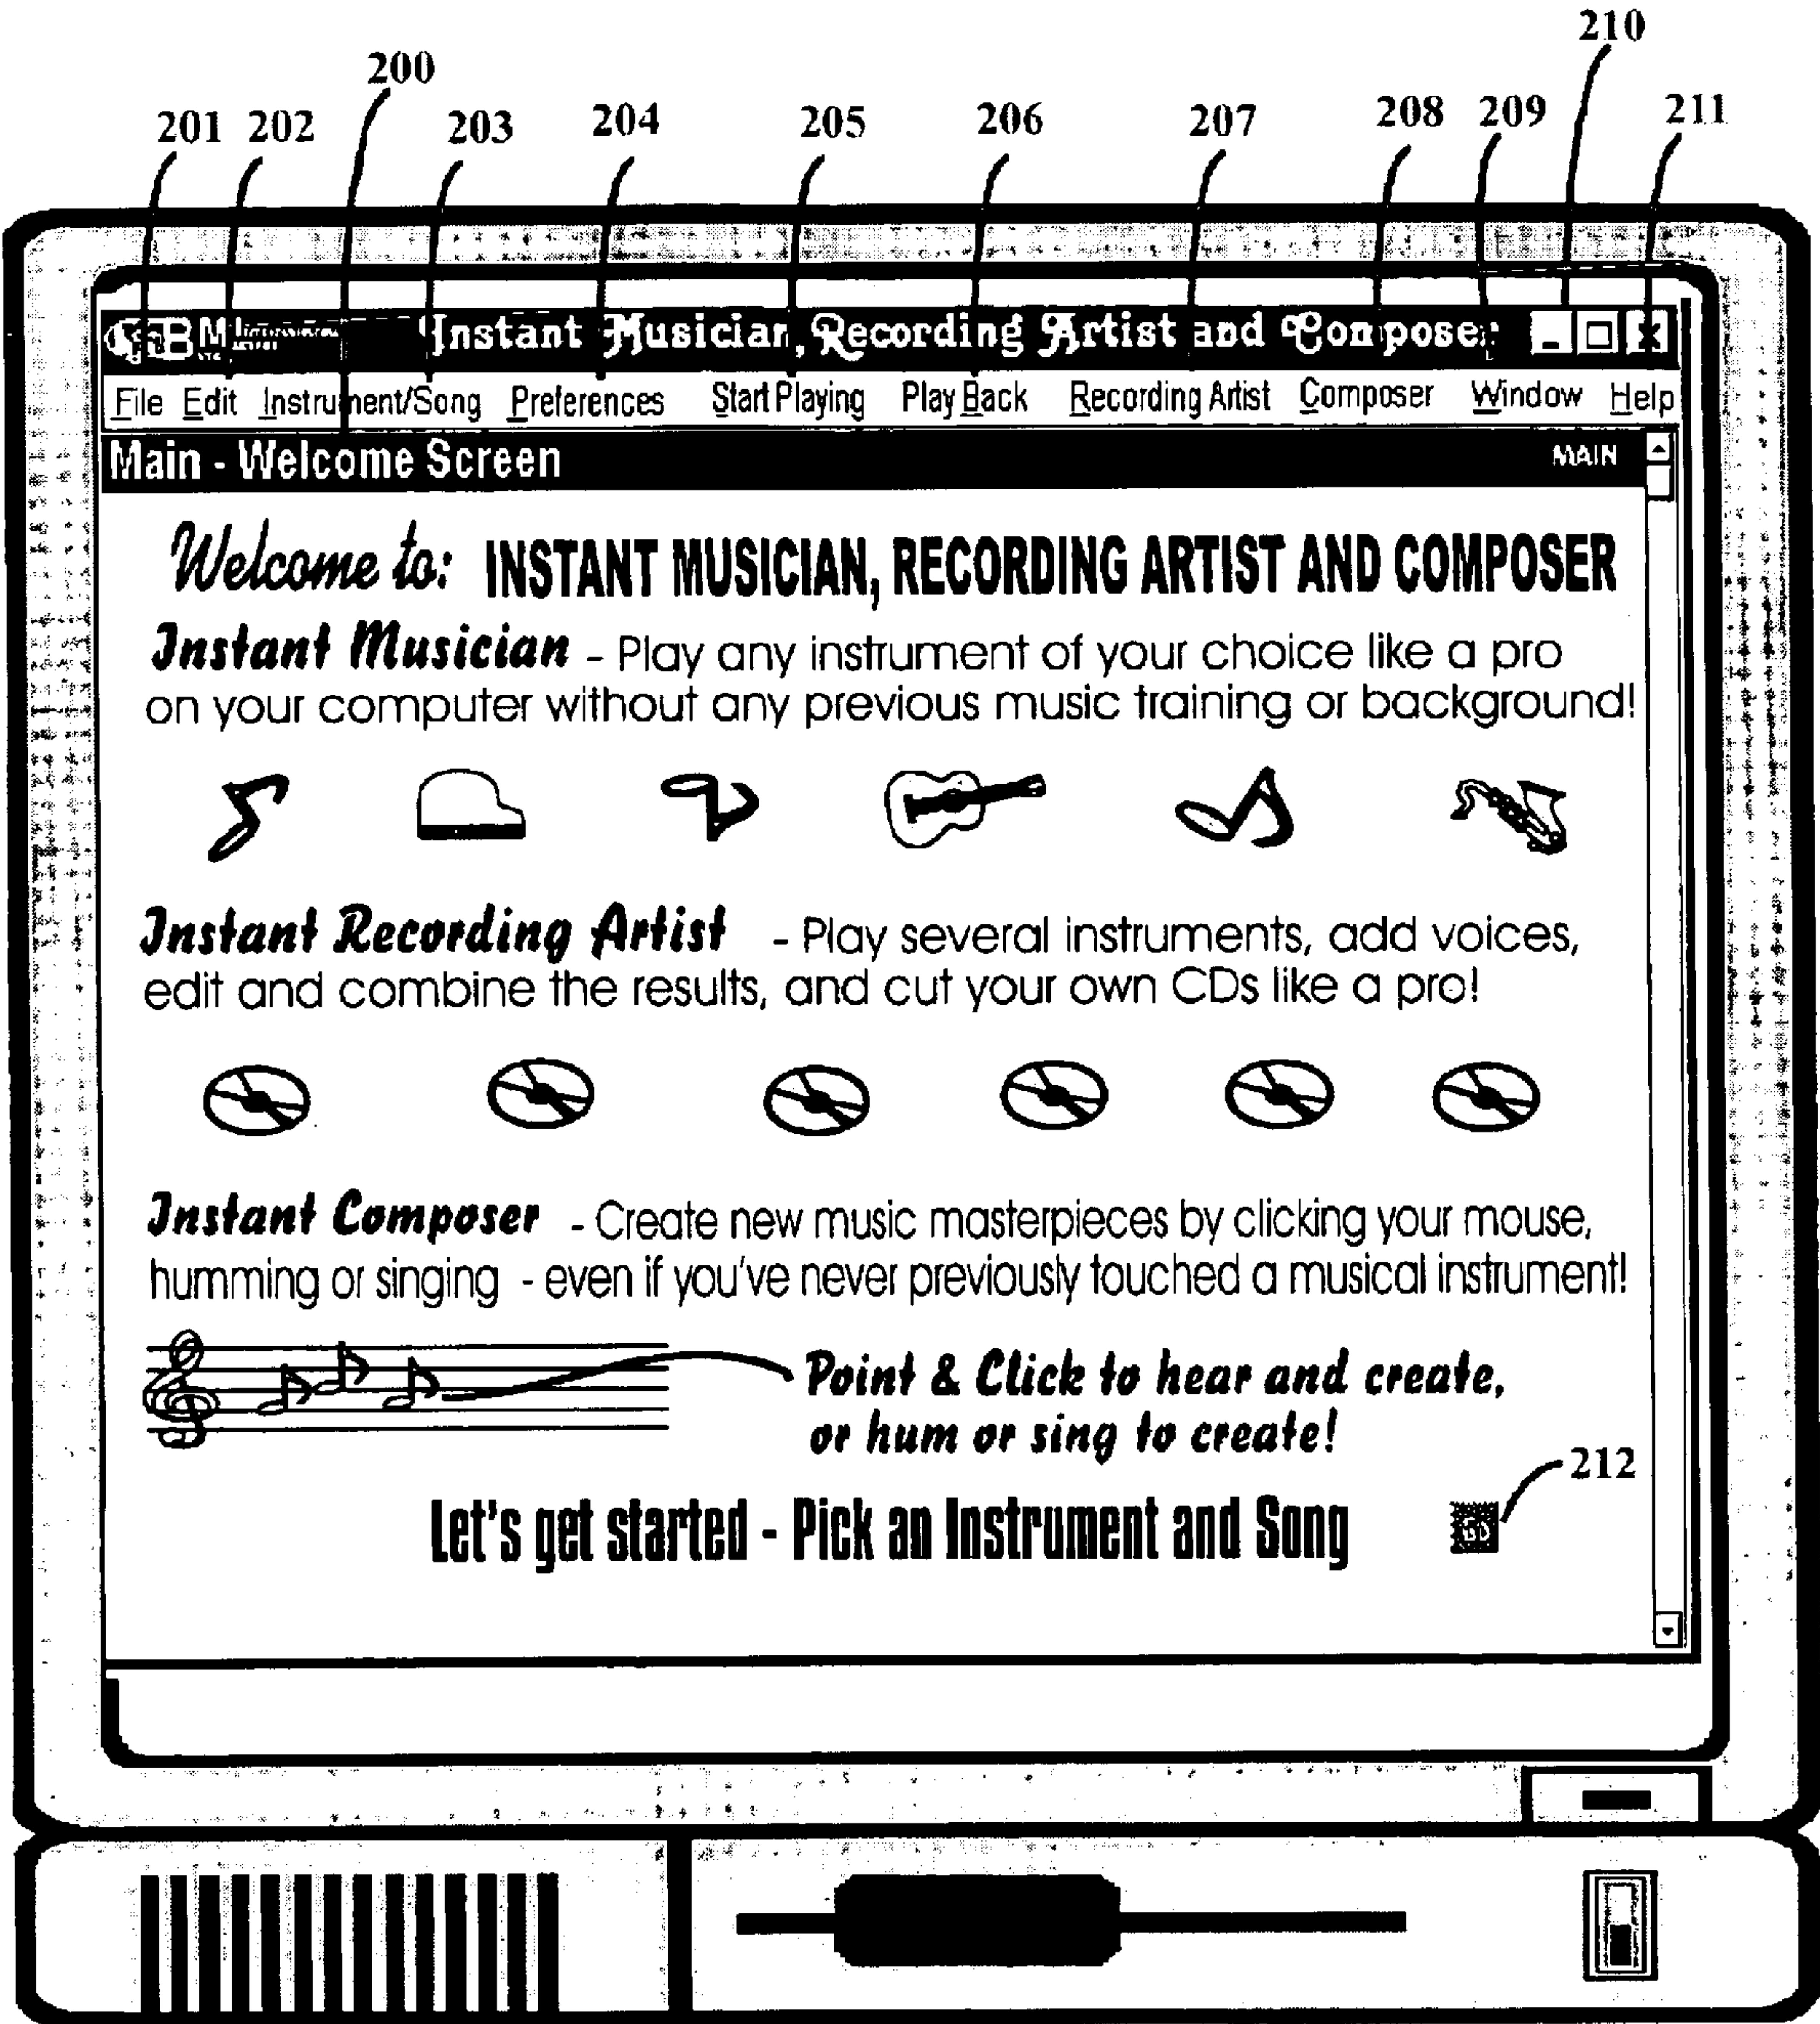 210
200
201 202 203 204 205 206 207 208 209 211
Instant Musician, Recording Artist and Composer
File Edit Instrument/Song Preferences Start Playing Play Back Recording Artist Composer Window Help
Main - Welcome Screen MAIN
Welcome to: INSTANT MUSICIAN, RECORDING ARTIST AND COMPOSER
Instant Musician - Play any instrument of your choice like a pro
on your computer without any previous music training or background!
Instant Recording Artist - Play several instruments, add voices,
edit and combine the results, and cut your own CDs like a pro!
Instant Composer - Create new music masterpieces by clicking your mouse,
humming or singing - even if you've never previously touched a musical instrument!
Point & Click to hear and create,
or hum or sing to create!
212
Let's get started - Pick an Instrument and Song